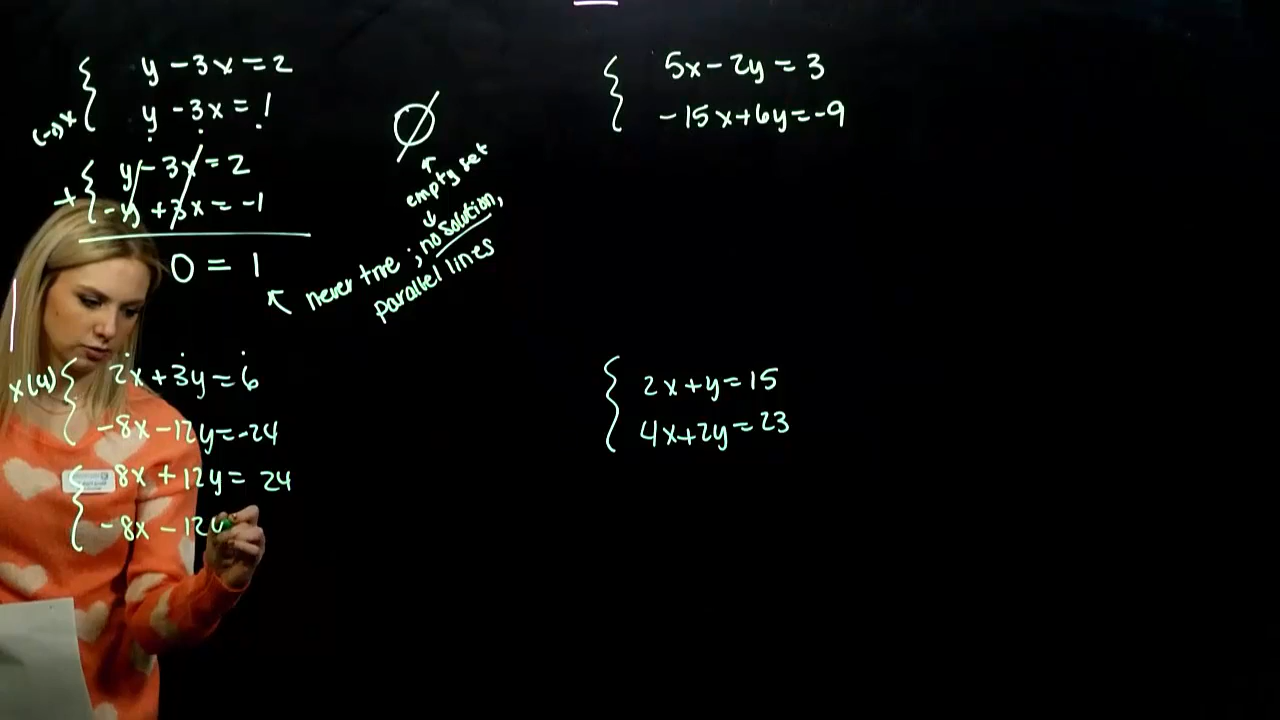 y - 3x = 2
(-1)x y - 3x = 1
y - 3x = 2
+ -y + 3x = -1
0 = 1
∅
↑
empty set
↓
never true ; no solution,
parallel lines
x(4) 2x + 3y = 6
-8x - 12y = -24
8x + 12y = 24
-8x - 12y
5x - 2y = 3
-15x + 6y = -9
2x + y = 15
4x + 2y = 23